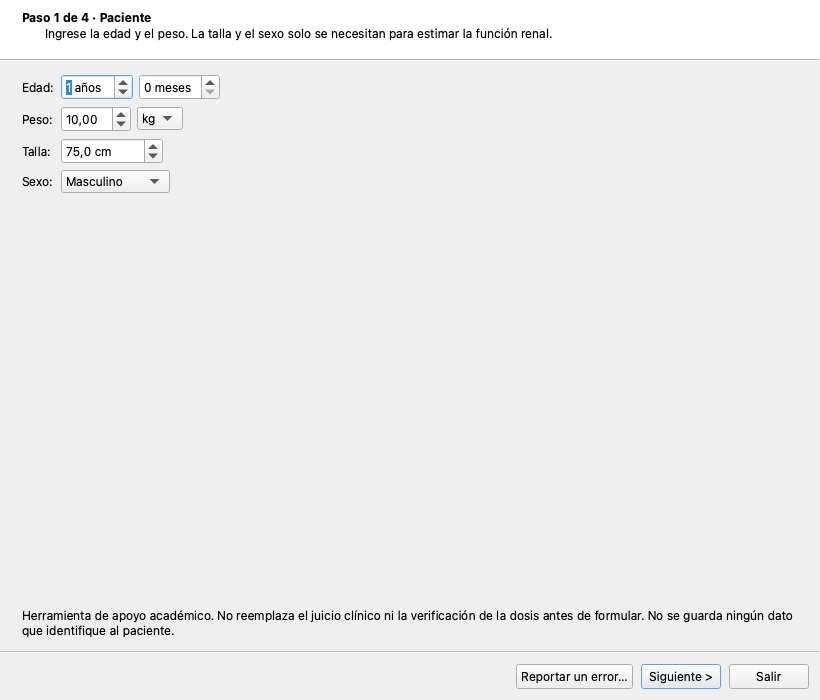 Paso 1 de 4 · Paciente
Ingrese la edad y el peso. La talla y el sexo solo se necesitan para estimar la función renal.
Edad: 1 años 0 meses
Peso: 10,00 kg
Talla: 75,0 cm
Sexo: Masculino
Herramienta de apoyo académico. No reemplaza el juicio clínico ni la verificación de la dosis antes de formular. No se guarda ningún dato
que identifique al paciente.
Reportar un error... Siguiente > Salir